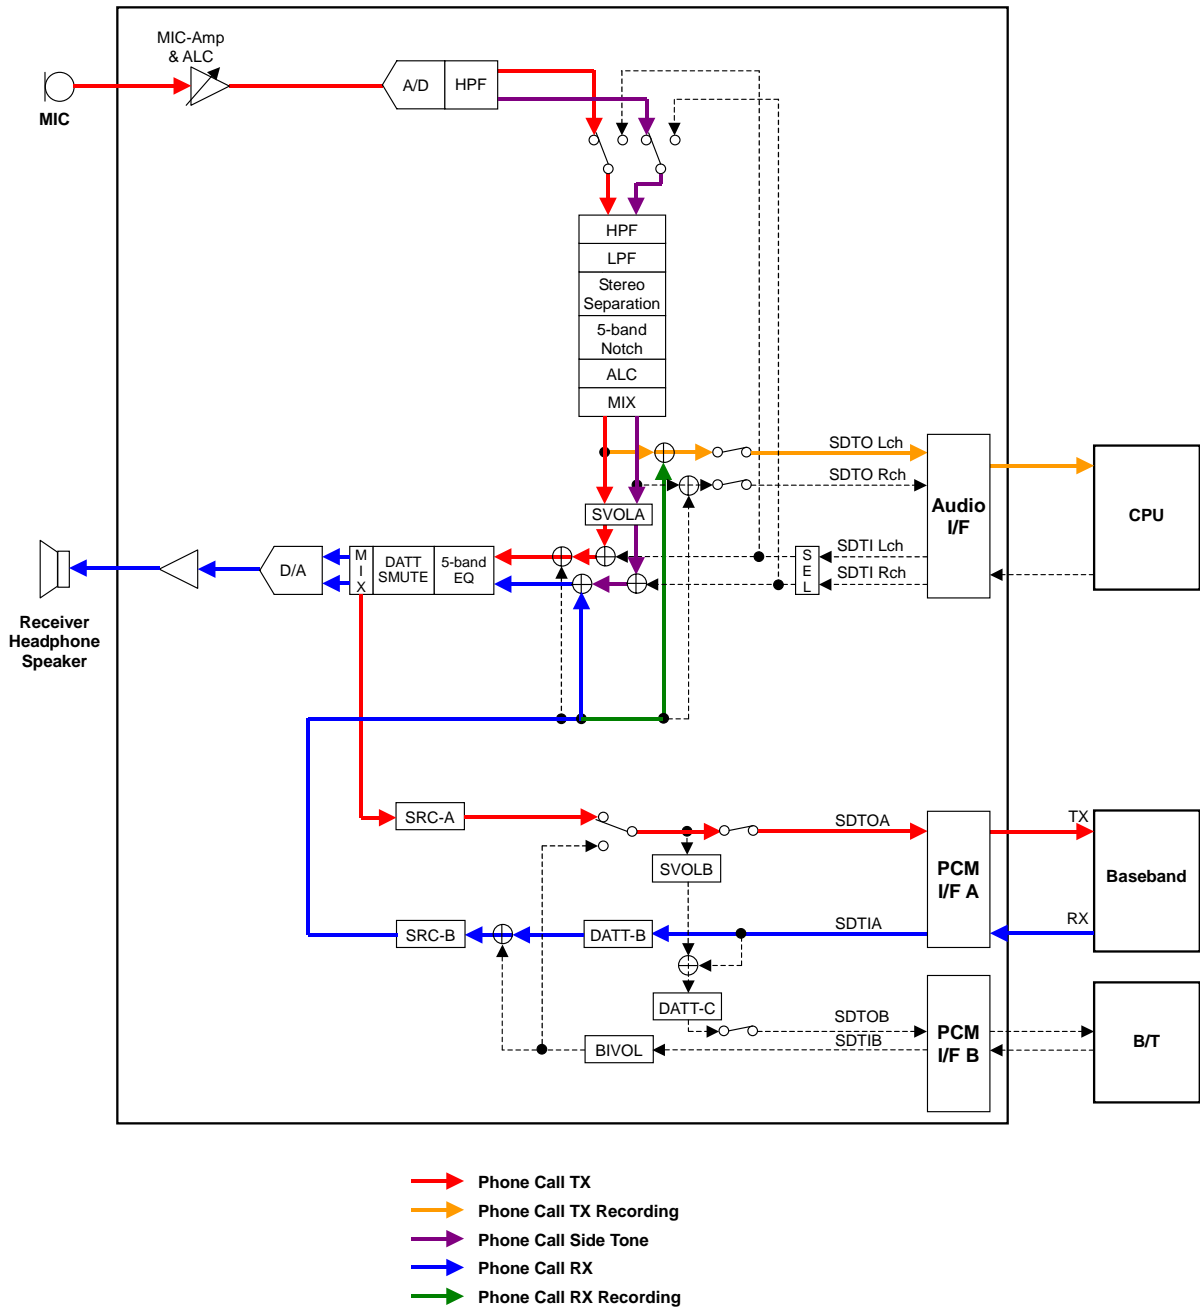 MIC-Amp
& ALC
MIC
A/D
HPF
HPF
LPF
Stereo
Separation
5-band
Notch
ALC
MIX
SDTO Lch
SDTO Rch
SVOLA
Audio
I/F
CPU
SDTI Lch
SDTI Rch
S
E
L
D/A
M
I
X
DATT
SMUTE
5-band
EQ
Receiver
Headphone
Speaker
SRC-A
SDTOA
TX
SVOLB
PCM
I/F A
Baseband
SRC-B
DATT-B
SDTIA
RX
DATT-C
SDTOB
BIVOL
SDTIB
PCM
I/F B
B/T
Phone Call TX
Phone Call TX Recording
Phone Call Side Tone
Phone Call RX
Phone Call RX Recording